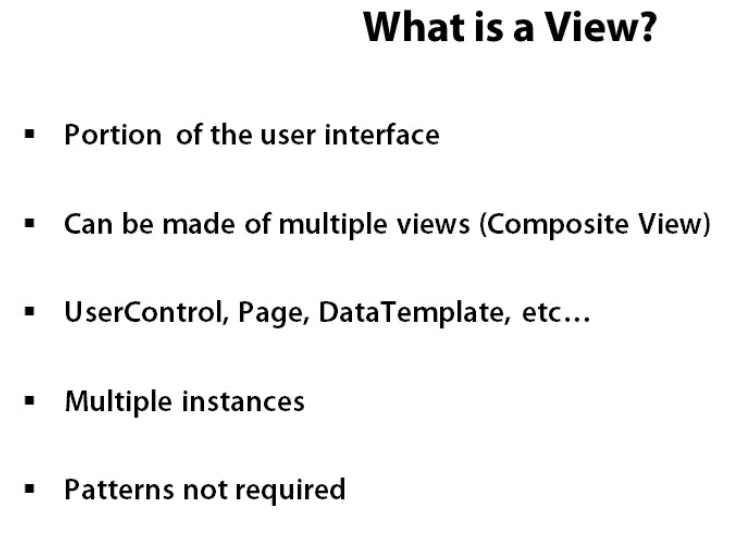 What is a View?
▪ Portion of the user interface
▪ Can be made of multiple views (Composite View)
▪ UserControl, Page, DataTemplate, etc…
▪ Multiple instances
▪ Patterns not required